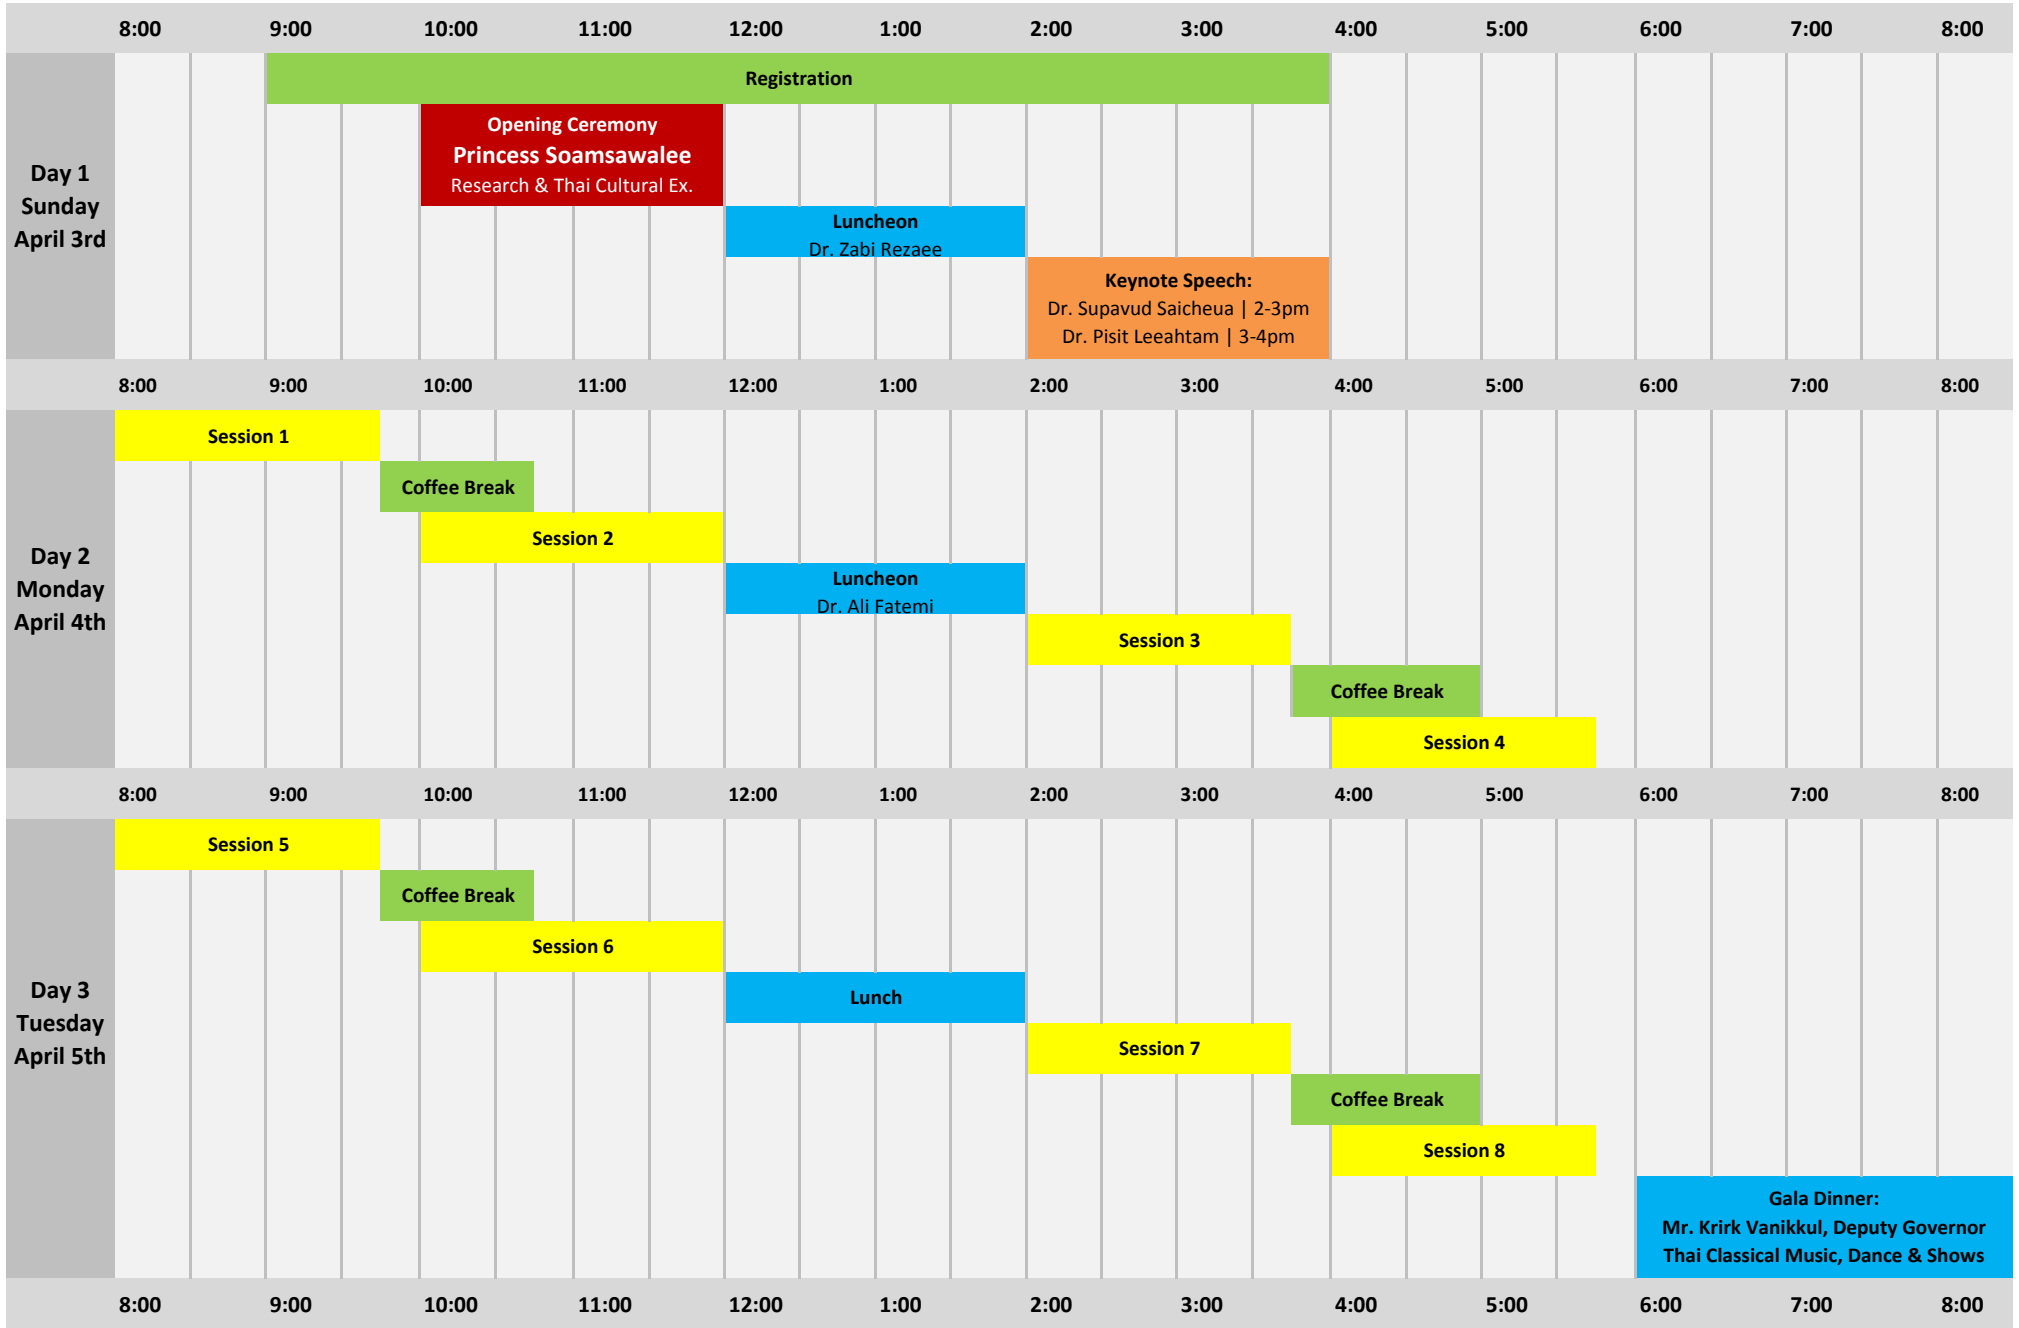 8:00 9:00 10:00 11:00 12:00 1:00 2:00 3:00 4:00 5:00 6:00 7:00 8:00
Day 1
Sunday
April 3rd
Registration
Opening Ceremony
Princess Soamsawalee
Research & Thai Cultural Ex.
Luncheon
Dr. Zabi Rezaee
Keynote Speech:
Dr. Supavud Saicheua | 2-3pm
Dr. Pisit Leeahtam | 3-4pm
8:00 9:00 10:00 11:00 12:00 1:00 2:00 3:00 4:00 5:00 6:00 7:00 8:00
Day 2
Monday
April 4th
Session 1
Coffee Break
Session 2
Luncheon
Dr. Ali Fatemi
Session 3
Coffee Break
Session 4
8:00 9:00 10:00 11:00 12:00 1:00 2:00 3:00 4:00 5:00 6:00 7:00 8:00
Day 3
Tuesday
April 5th
Session 5
Coffee Break
Session 6
Lunch
Session 7
Coffee Break
Session 8
Gala Dinner:
Mr. Krirk Vanikkul, Deputy Governor
Thai Classical Music, Dance & Shows
8:00 9:00 10:00 11:00 12:00 1:00 2:00 3:00 4:00 5:00 6:00 7:00 8:00